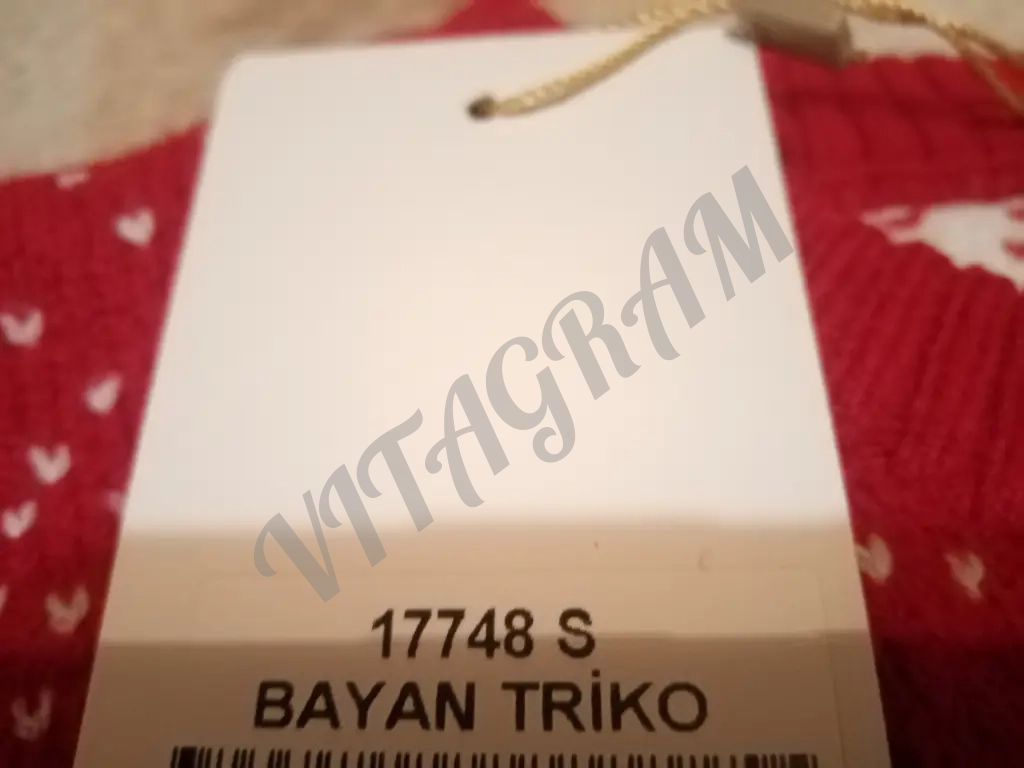 VITAGRAM
17748 S
BAYAN TRİKO